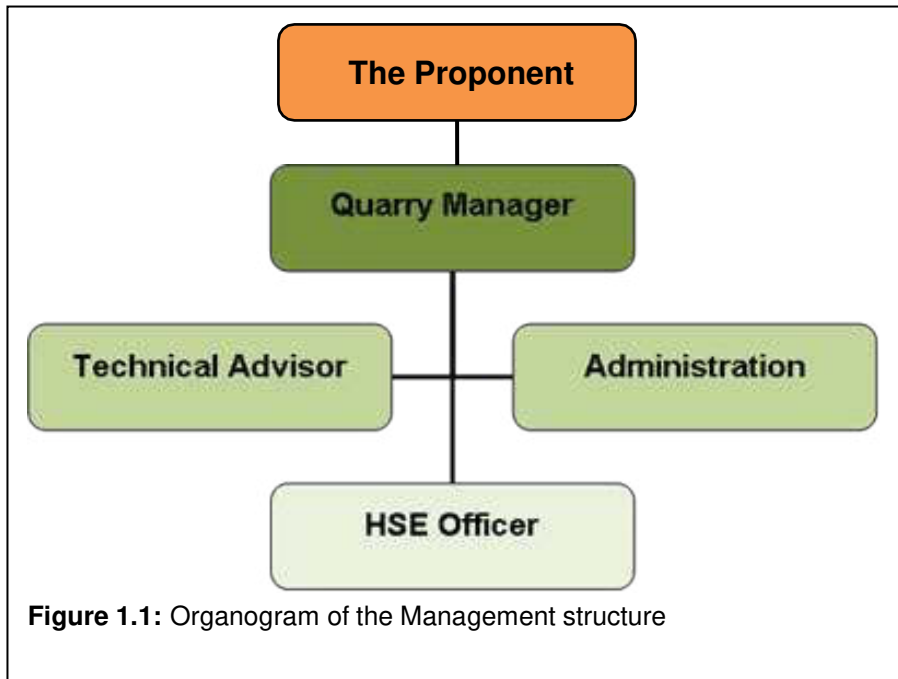 The Proponent
Quarry Manager
Technical Advisor
Administration
HSE Officer
Figure 1.1: Organogram of the Management structure